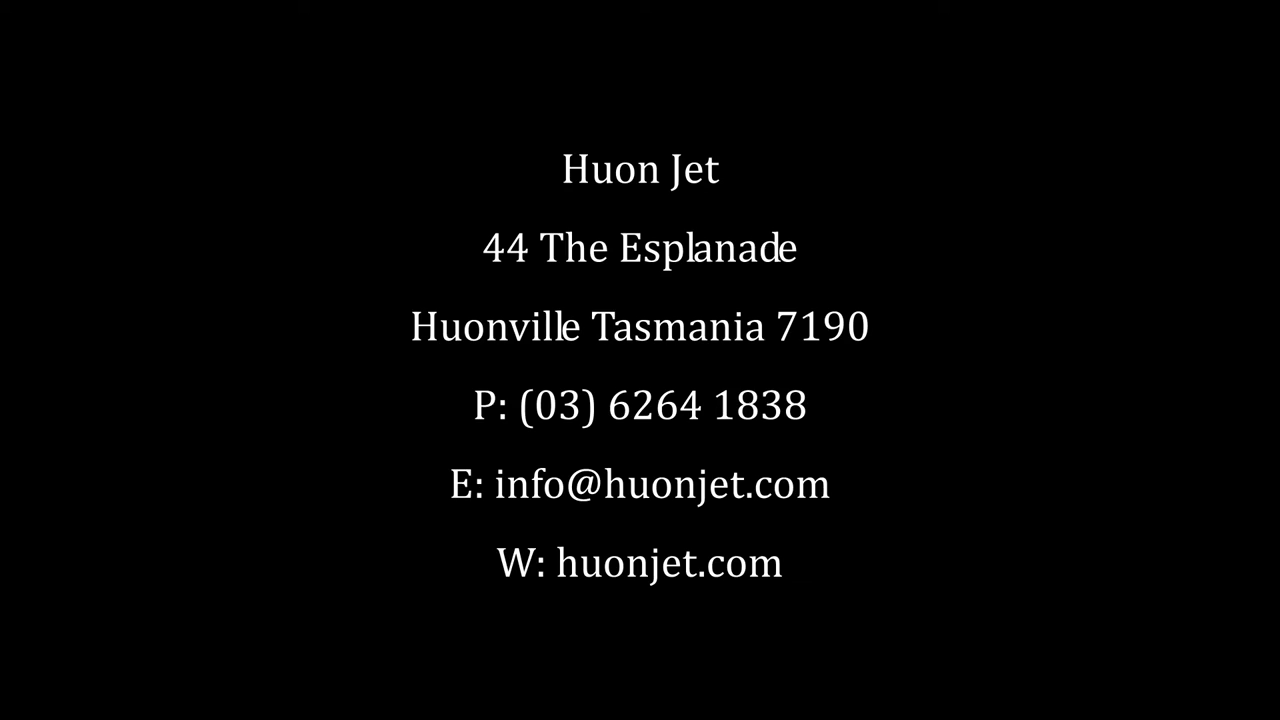 Huon Jet
44 The Esplanade
Huonville Tasmania 7190
P: (03) 6264 1838
E: info@huonjet.com
W: huonjet.com